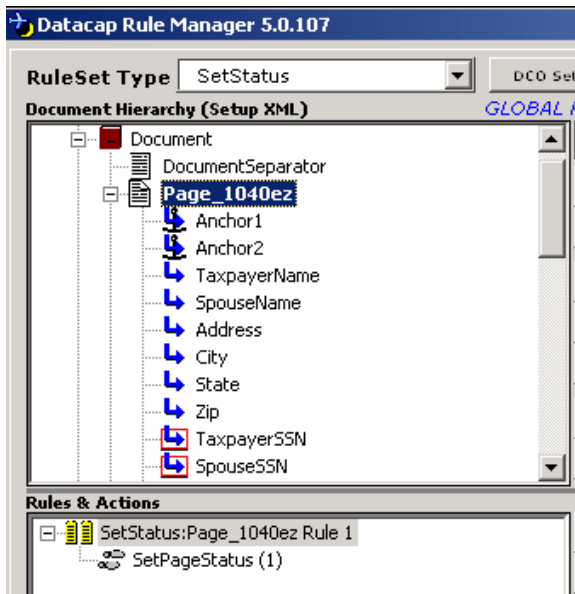 Datacap Rule Manager 5.0.107
RuleSet Type SetStatus DCO Set
Document Hierarchy (Setup XML) GLOBAL
Document
DocumentSeparator
Page_1040ez
Anchor1
Anchor2
TaxpayerName
SpouseName
Address
City
State
Zip
TaxpayerSSN
SpouseSSN
Rules & Actions
SetStatus:Page_1040ez Rule 1
SetPageStatus (1)